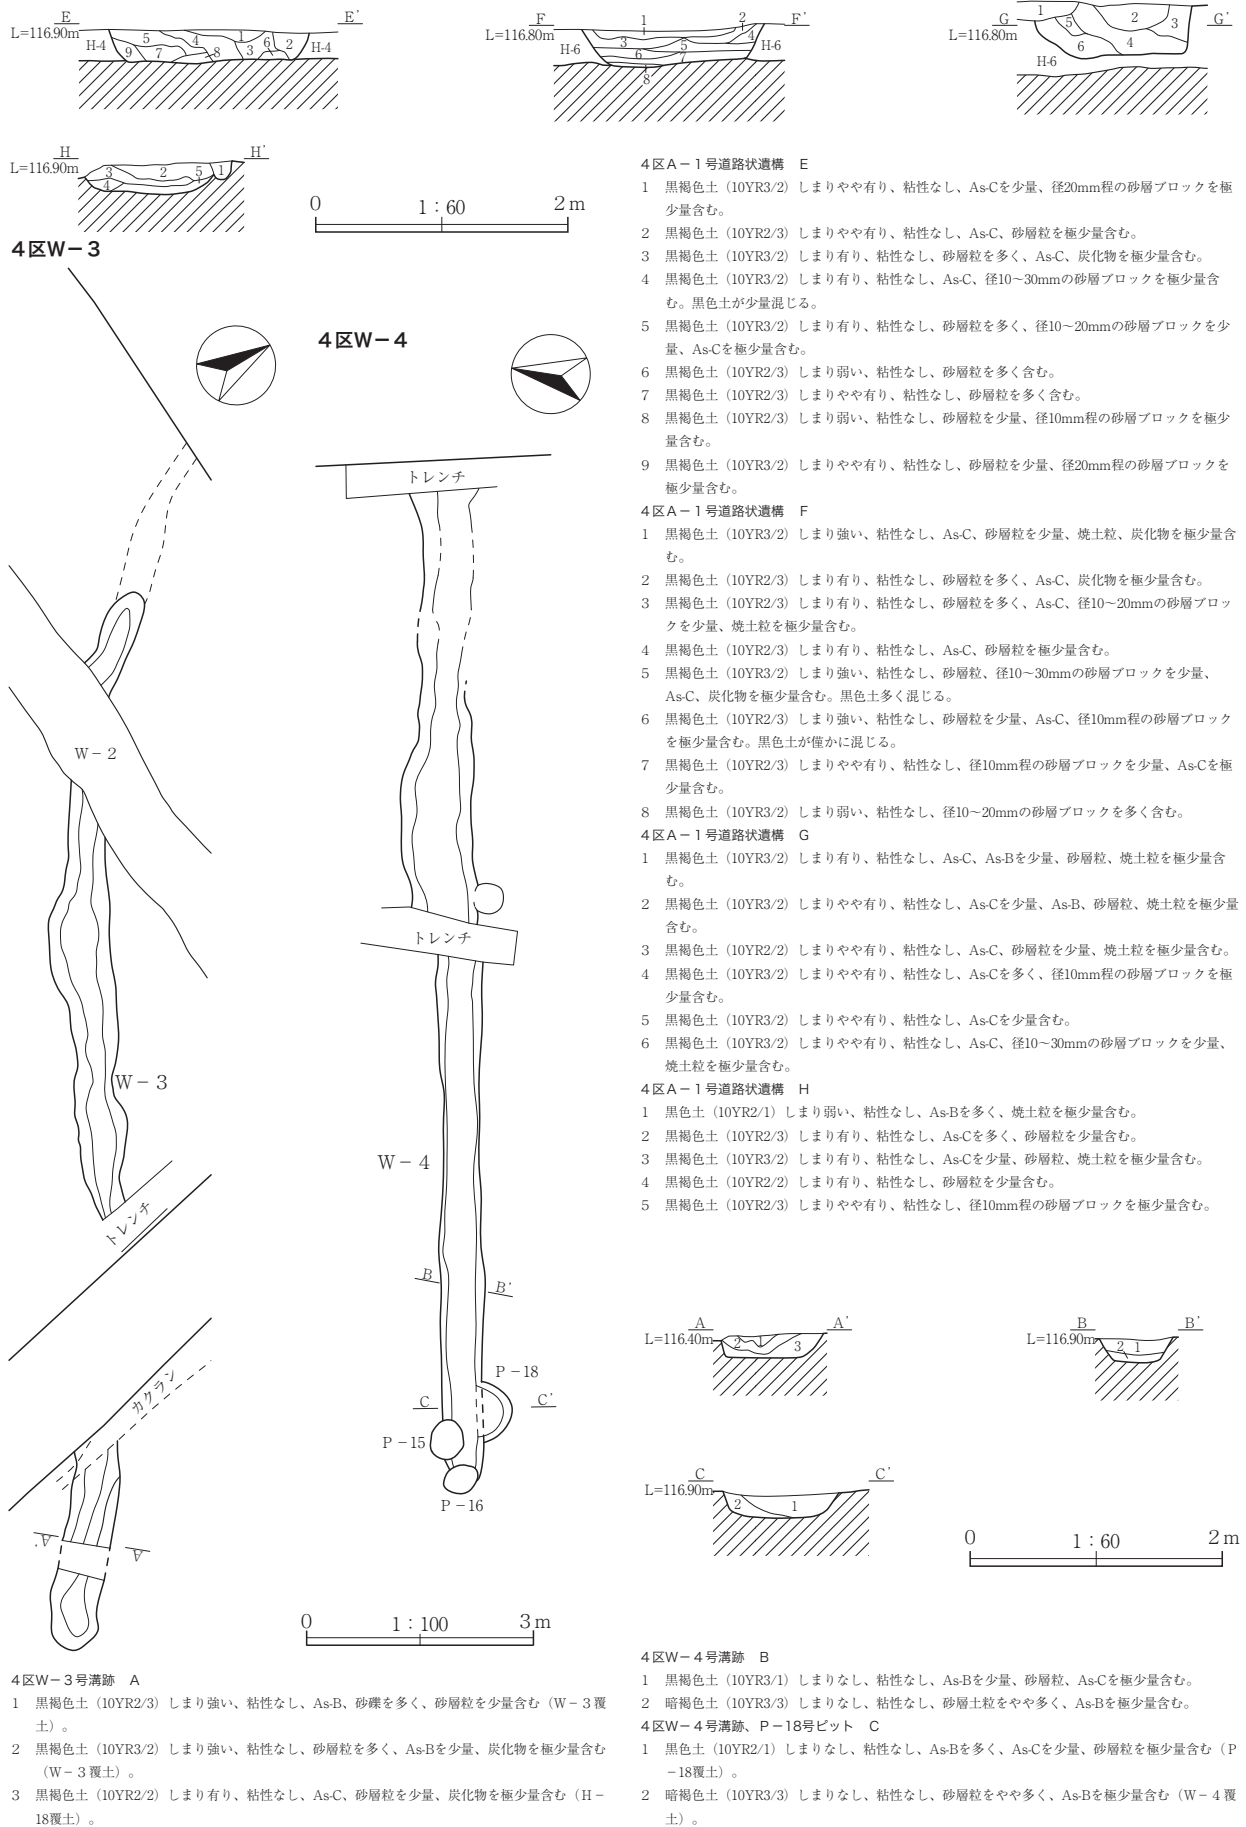 E E'
L=116.90m
H-4 5 4 1 6 2 H-4
9 7 8 3
F 1 2 F'
L=116.80m
H-6 3 5 4 H-6
6 7
8
G G'
L=116.80m
1 5 2 3
6 4
H-6
H H'
L=116.90m
3 2 5 1
4
0 1：60 2m
4区W－3
4区W－4
トレンチ
W－2
トレンチ
W－3
W－4
トレンチ
B B'
カクラン
P－18
C C'
P－15
P－16
A' A
0 1：100 3m
4区W－3号溝跡　A
1　黒褐色土（10YR2/3）しまり強い、粘性なし、As-B、砂礫を多く、砂層粒を少量含む（W－3覆
土）。
2　黒褐色土（10YR3/2）しまり強い、粘性なし、砂層粒を多く、As-Bを少量、炭化物を極少量含む
（W－3覆土）。
3　黒褐色土（10YR2/2）しまり有り、粘性なし、As-C、砂層粒を少量、炭化物を極少量含む（H－
18覆土）。
4区A－1号道路状遺構　E
1　黒褐色土（10YR3/2）しまりやや有り、粘性なし、As-Cを少量、径20mm程の砂層ブロックを極
少量含む。
2　黒褐色土（10YR2/3）しまりやや有り、粘性なし、As-C、砂層粒を極少量含む。
3　黒褐色土（10YR2/3）しまり有り、粘性なし、砂層粒を多く、As-C、炭化物を極少量含む。
4　黒褐色土（10YR3/2）しまり有り、粘性なし、As-C、径10～30mmの砂層ブロックを極少量含
む。黒色土が少量混じる。
5　黒褐色土（10YR3/2）しまり有り、粘性なし、砂層粒を多く、径10～20mmの砂層ブロックを少
量、As-Cを極少量含む。
6　黒褐色土（10YR2/3）しまり弱い、粘性なし、砂層粒を多く含む。
7　黒褐色土（10YR2/3）しまりやや有り、粘性なし、砂層粒を多く含む。
8　黒褐色土（10YR2/3）しまり弱い、粘性なし、砂層粒を少量、径10mm程の砂層ブロックを極少
量含む。
9　黒褐色土（10YR3/2）しまりやや有り、粘性なし、砂層粒を少量、径20mm程の砂層ブロックを
極少量含む。
4区A－1号道路状遺構　F
1　黒褐色土（10YR3/2）しまり強い、粘性なし、As-C、砂層粒を少量、焼土粒、炭化物を極少量含
む。
2　黒褐色土（10YR2/3）しまり有り、粘性なし、砂層粒を多く、As-C、炭化物を極少量含む。
3　黒褐色土（10YR2/3）しまり有り、粘性なし、砂層粒を多く、As-C、径10～20mmの砂層ブロッ
クを少量、焼土粒を極少量含む。
4　黒褐色土（10YR2/3）しまり有り、粘性なし、As-C、砂層粒を極少量含む。
5　黒褐色土（10YR2/3）しまり強い、粘性なし、砂層粒、径10～30mmの砂層ブロックを少量、
As-C、炭化物を極少量含む。黒色土多く混じる。
6　黒褐色土（10YR2/3）しまり強い、粘性なし、砂層粒を少量、As-C、径10mm程の砂層ブロック
を極少量含む。黒色土が僅かに混じる。
7　黒褐色土（10YR2/3）しまりやや有り、粘性なし、径10mm程の砂層ブロックを少量、As-Cを極
少量含む。
8　黒褐色土（10YR3/2）しまり弱い、粘性なし、径10～20mmの砂層ブロックを多く含む。
4区A－1号道路状遺構　G
1　黒褐色土（10YR3/2）しまり有り、粘性なし、As-C、As-Bを少量、砂層粒、焼土粒を極少量含
む。
2　黒褐色土（10YR3/2）しまりやや有り、粘性なし、As-Cを少量、As-B、砂層粒、焼土粒を極少量
含む。
3　黒褐色土（10YR2/2）しまりやや有り、粘性なし、As-C、砂層粒を少量、焼土粒を極少量含む。
4　黒褐色土（10YR3/2）しまりやや有り、粘性なし、As-Cを多く、径10mm程の砂層ブロックを極
少量含む。
5　黒褐色土（10YR3/2）しまりやや有り、粘性なし、As-Cを少量含む。
6　黒褐色土（10YR3/2）しまりやや有り、粘性なし、As-C、径10～30mmの砂層ブロックを少量、
焼土粒を極少量含む。
4区A－1号道路状遺構　H
1　黒色土（10YR2/1）しまり弱い、粘性なし、As-Bを多く、焼土粒を極少量含む。
2　黒褐色土（10YR2/3）しまり有り、粘性なし、As-Cを多く、砂層粒を少量含む。
3　黒褐色土（10YR3/2）しまり有り、粘性なし、As-Cを少量、砂層粒、焼土粒を極少量含む。
4　黒褐色土（10YR2/2）しまり有り、粘性なし、砂層粒を少量含む。
5　黒褐色土（10YR2/3）しまりやや有り、粘性なし、径10mm程の砂層ブロックを極少量含む。
A A'
L=116.40m
2 1 3
B B'
L=116.90m
2 1
C C'
L=116.90m
2 1
0 1：60 2m
4区W－4号溝跡　B
1　黒褐色土（10YR3/1）しまりなし、粘性なし、As-Bを少量、砂層粒、As-Cを極少量含む。
2　暗褐色土（10YR3/3）しまりなし、粘性なし、砂層土粒をやや多く、As-Bを極少量含む。
4区W－4号溝跡、P－18号ピット　C
1　黒色土（10YR2/1）しまりなし、粘性なし、As-Bを多く、As-Cを少量、砂層粒を極少量含む（P
－18覆土）。
2　暗褐色土（10YR3/3）しまりなし、粘性なし、砂層粒をやや多く、As-Bを極少量含む（W－4覆
土）。